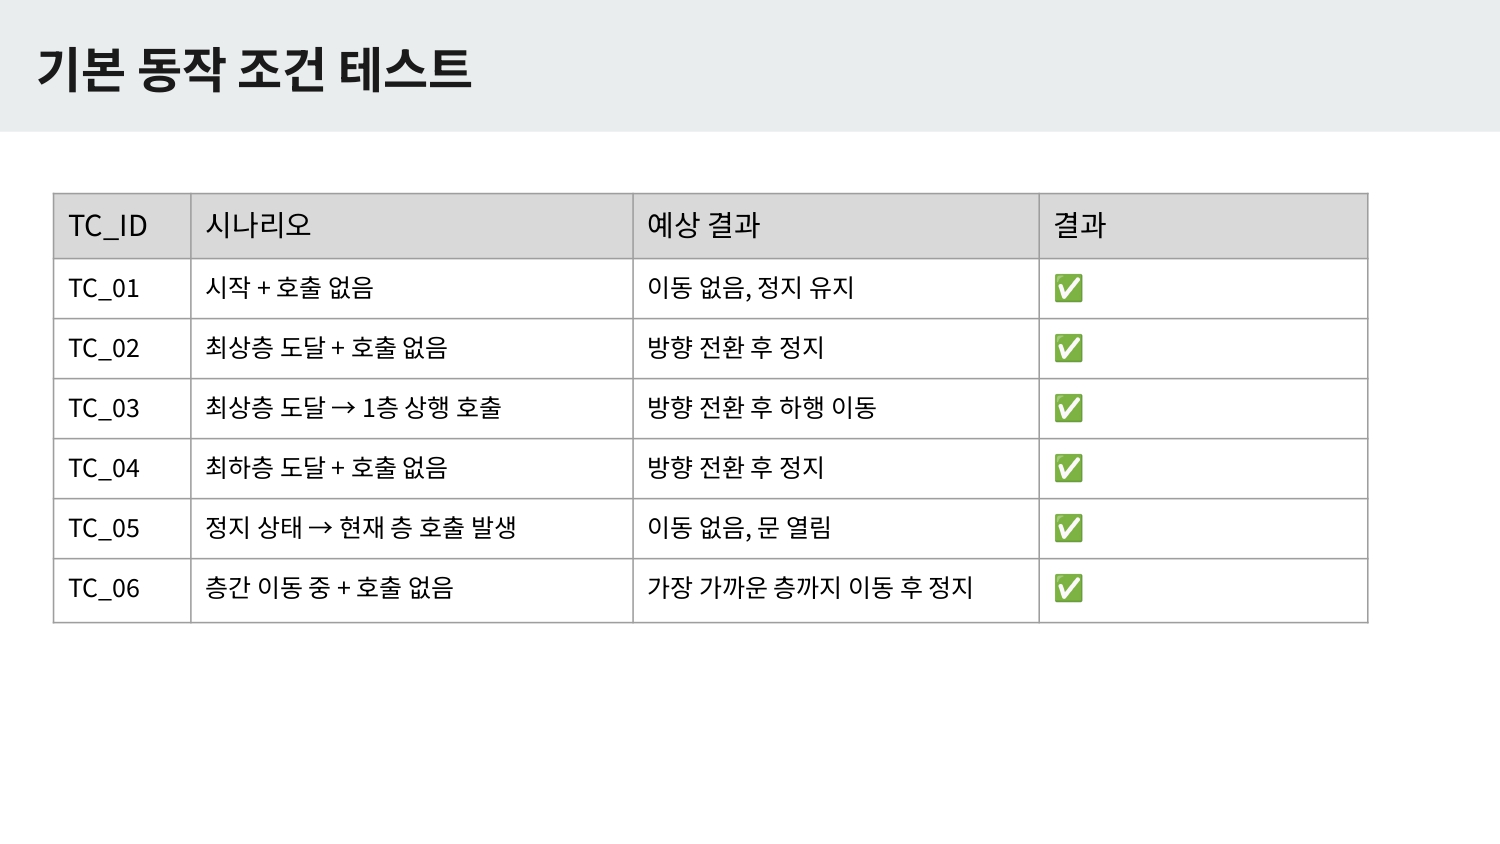 기본 동작 조건 테스트
TC_ID 시나리오 예상 결과 결과
TC_01 시작 + 호출 없음 이동 없음, 정지 유지 ✅
TC_02 최상층 도달 + 호출 없음 방향 전환 후 정지 ✅
TC_03 최상층 도달 → 1층 상행 호출 방향 전환 후 하행 이동 ✅
TC_04 최하층 도달 + 호출 없음 방향 전환 후 정지 ✅
TC_05 정지 상태 → 현재 층 호출 발생 이동 없음, 문 열림 ✅
TC_06 층간 이동 중 + 호출 없음 가장 가까운 층까지 이동 후 정지 ✅